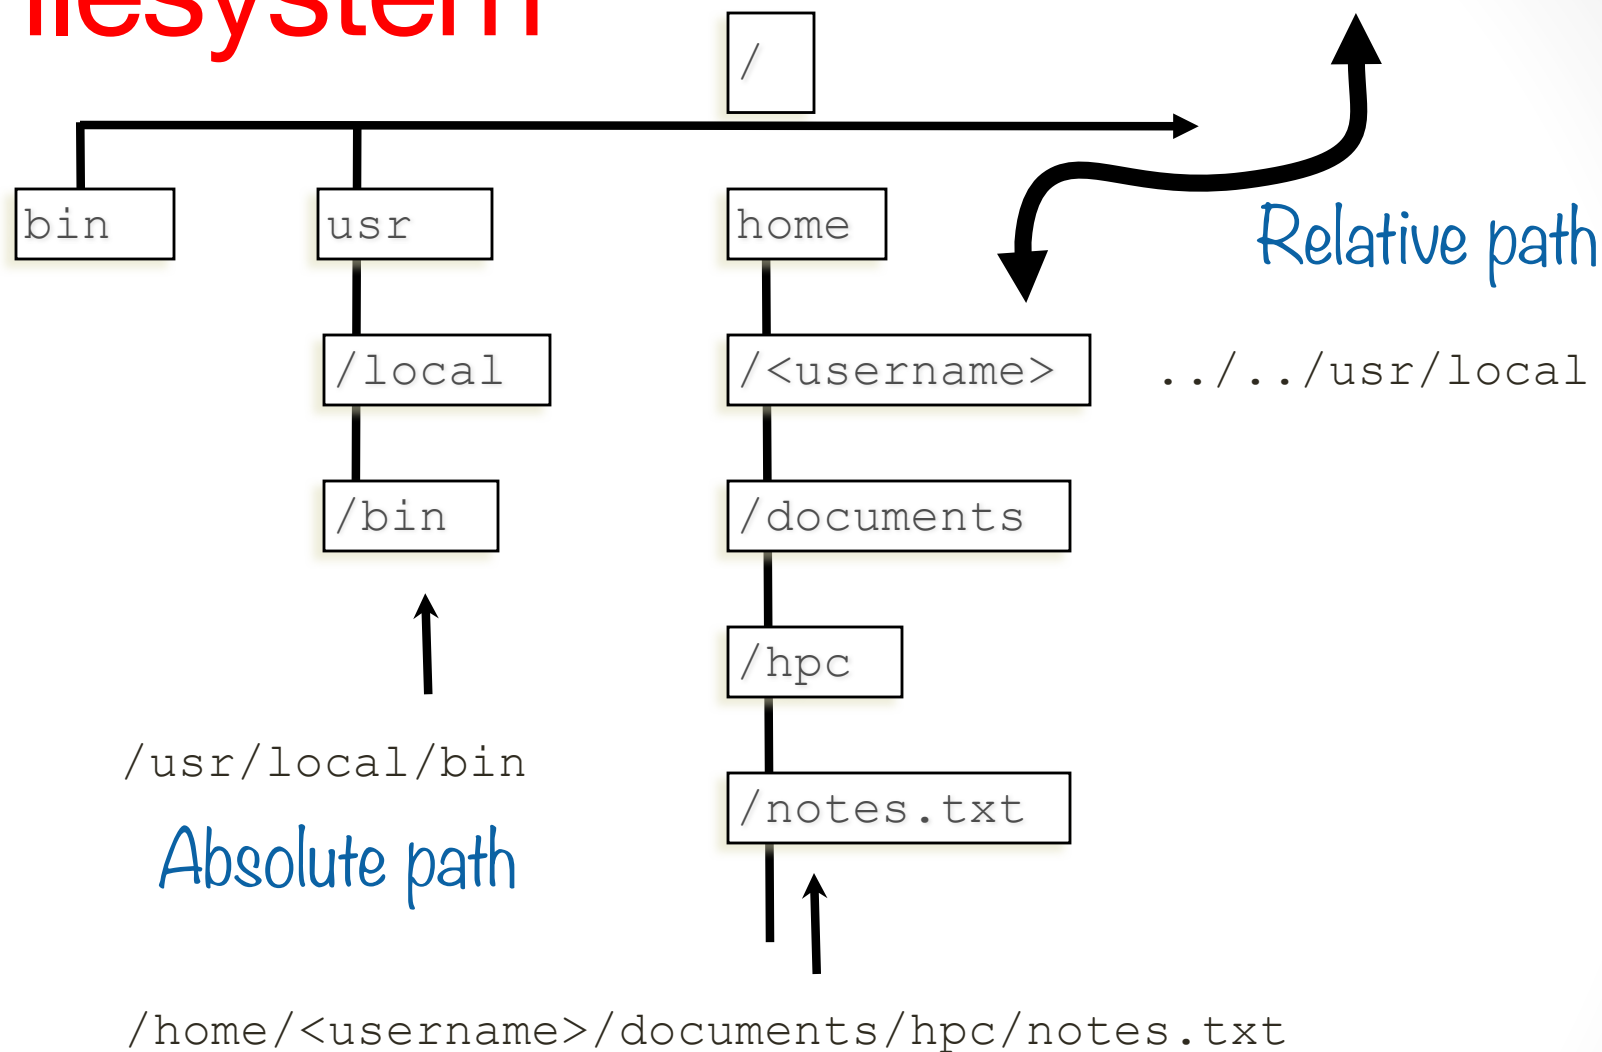 filesystem
/
bin usr home
Relative path
/local /<username> ../../usr/local
/bin /documents
/hpc
/usr/local/bin
/notes.txt
Absolute path
/home/<username>/documents/hpc/notes.txt